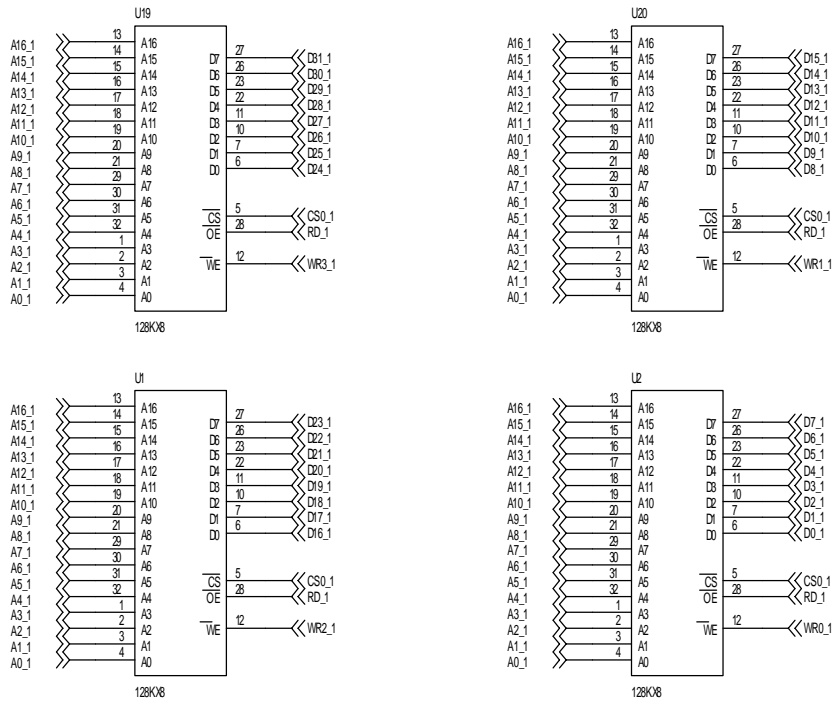 U19
A16_1 13 A16
A15_1 14 A15 D7 27 D31_1
A14_1 15 A14 D6 26 D30_1
A13_1 16 A13 D5 23 D29_1
A12_1 17 A12 D4 22 D28_1
A11_1 18 A11 D3 11 D27_1
A10_1 19 A10 D2 10 D26_1
A9_1 20 A9 D1 7 D25_1
A8_1 21 A8 D0 6 D24_1
A7_1 29 A7
A6_1 30 A6
A5_1 31 A5 CS 5 CS0_1
A4_1 32 A4 OE 28 RD_1
A3_1 1 A3
A2_1 2 A2 WE 12 WR3_1
A1_1 3 A1
A0_1 4 A0
128KX8
U20
A16_1 13 A16
A15_1 14 A15 D7 27 D15_1
A14_1 15 A14 D6 26 D14_1
A13_1 16 A13 D5 23 D13_1
A12_1 17 A12 D4 22 D12_1
A11_1 18 A11 D3 11 D11_1
A10_1 19 A10 D2 10 D10_1
A9_1 20 A9 D1 7 D9_1
A8_1 21 A8 D0 6 D8_1
A7_1 29 A7
A6_1 30 A6
A5_1 31 A5 CS 5 CS0_1
A4_1 32 A4 OE 28 RD_1
A3_1 1 A3
A2_1 2 A2 WE 12 WR1_1
A1_1 3 A1
A0_1 4 A0
128KX8
U1
A16_1 13 A16
A15_1 14 A15 D7 27 D23_1
A14_1 15 A14 D6 26 D22_1
A13_1 16 A13 D5 23 D21_1
A12_1 17 A12 D4 22 D20_1
A11_1 18 A11 D3 11 D19_1
A10_1 19 A10 D2 10 D18_1
A9_1 20 A9 D1 7 D17_1
A8_1 21 A8 D0 6 D16_1
A7_1 29 A7
A6_1 30 A6
A5_1 31 A5 CS 5 CS0_1
A4_1 32 A4 OE 28 RD_1
A3_1 1 A3
A2_1 2 A2 WE 12 WR2_1
A1_1 3 A1
A0_1 4 A0
128KX8
U2
A16_1 13 A16
A15_1 14 A15 D7 27 D7_1
A14_1 15 A14 D6 26 D6_1
A13_1 16 A13 D5 23 D5_1
A12_1 17 A12 D4 22 D4_1
A11_1 18 A11 D3 11 D3_1
A10_1 19 A10 D2 10 D2_1
A9_1 20 A9 D1 7 D1_1
A8_1 21 A8 D0 6 D0_1
A7_1 29 A7
A6_1 30 A6
A5_1 31 A5 CS 5 CS0_1
A4_1 32 A4 OE 28 RD_1
A3_1 1 A3
A2_1 2 A2 WE 12 WR0_1
A1_1 3 A1
A0_1 4 A0
128KX8